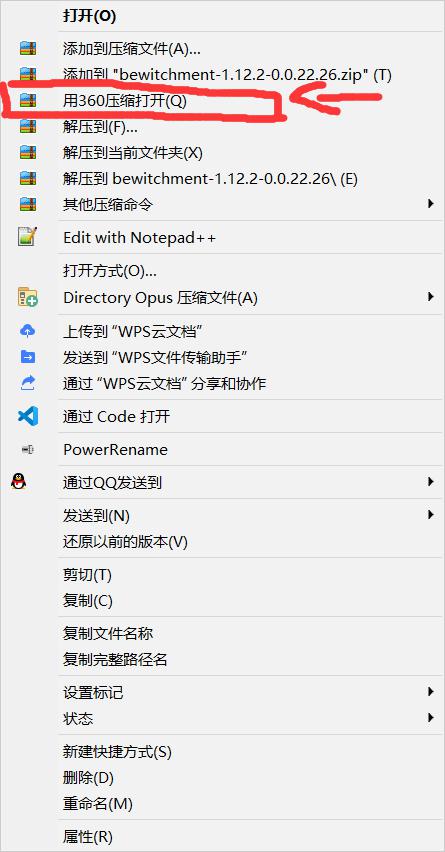 打开(O)
添加到压缩文件(A)...
添加到 "bewitchment-1.12.2-0.0.22.26.zip" (T)
用360压缩打开(Q)
解压到(F)...
解压到当前文件夹(X)
解压到 bewitchment-1.12.2-0.0.22.26\ (E)
其他压缩命令
Edit with Notepad++
打开方式(O)...
Directory Opus 压缩文件(A)
上传到 “WPS云文档”
发送到 “WPS文件传输助手”
通过 “WPS云文档” 分享和协作
通过 Code 打开
PowerRename
通过QQ发送到
发送到(N)
还原以前的版本(V)
剪切(T)
复制(C)
复制文件名称
复制完整路径名
设置标记
状态
新建快捷方式(S)
删除(D)
重命名(M)
属性(R)